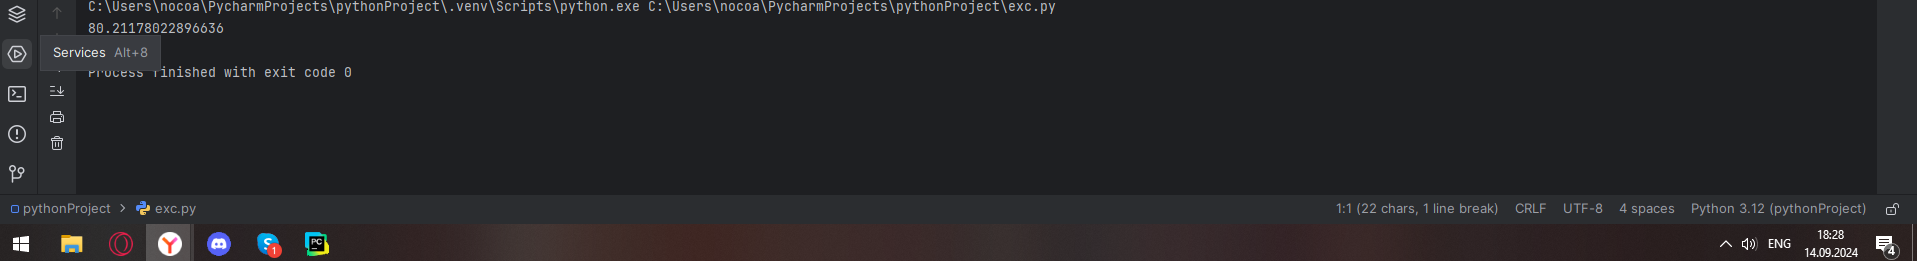 C:\Users\nocoa\PycharmProjects\pythonProject\.venv\Scripts\python.exe C:\Users\nocoa\PycharmProjects\pythonProject\exc.py
80.21178022896636
Services Alt+8
Process finished with exit code 0
pythonProject > exc.py
1:1 (22 chars, 1 line break) CRLF UTF-8 4 spaces Python 3.12 (pythonProject)
1
PC
ENG
18:28
14.09.2024
4